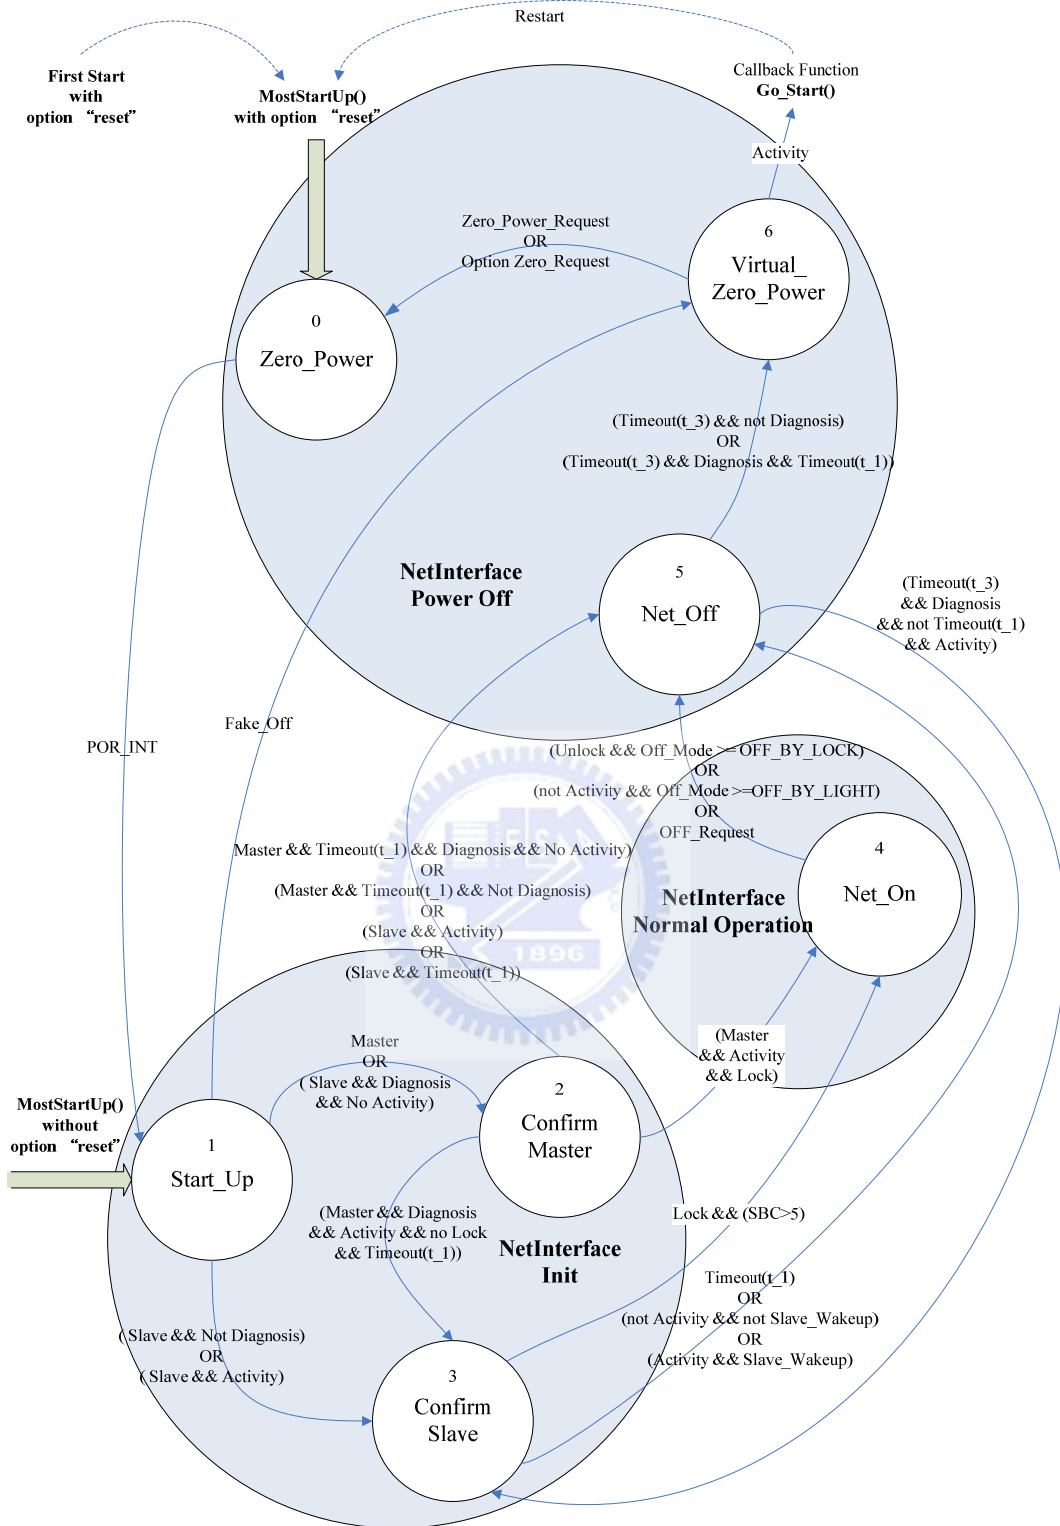 Restart
First Start
with
option “reset”
MostStartUp()
with option “reset”
Callback Function
Go_Start()
Activity
Zero_Power_Request
OR
Option Zero_Request
6
Virtual_
Zero_Power
0
Zero_Power
(Timeout(t_3) && not Diagnosis)
OR
(Timeout(t_3) && Diagnosis && Timeout(t_1))
NetInterface
Power Off
5
Net_Off
(Timeout(t_3)
&& Diagnosis
&& not Timeout(t_1)
&& Activity)
Fake_Off
POR_INT
(Unlock && Off_Mode >= OFF_BY_LOCK)
OR
(not Activity && Off_Mode >=OFF_BY_LIGHT)
OR
OFF_Request
4
Net_On
NetInterface
Normal Operation
Master && Timeout(t_1) && Diagnosis && No Activity)
OR
(Master && Timeout(t_1) && Not Diagnosis)
OR
(Slave && Activity)
OR
(Slave && Timeout(t_1))
1896
Master
OR
( Slave && Diagnosis
&& No Activity)
(Master
&& Activity
&& Lock)
MostStartUp()
without
option “reset”
1
Start_Up
2
Confirm
Master
(Master && Diagnosis
&& Activity && no Lock
&& Timeout(t_1))
NetInterface
Init
Lock && (SBC>5)
Timeout(t_1)
OR
(not Activity && not Slave_Wakeup)
OR
(Activity && Slave_Wakeup)
( Slave && Not Diagnosis)
OR
( Slave && Activity)
3
Confirm
Slave